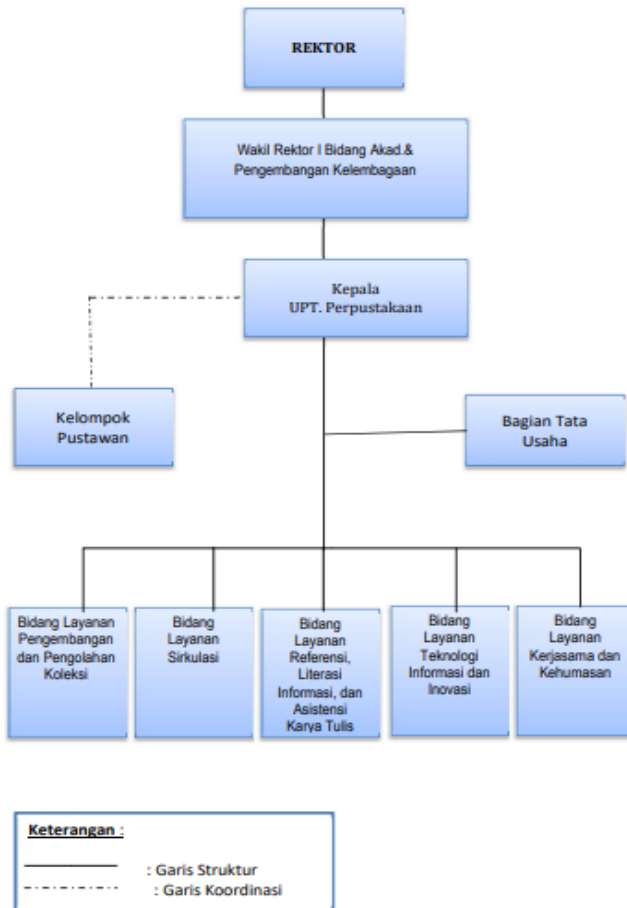 REKTOR
Wakil Rektor I Bidang Akad.&
Pengembangan Kelembagaan
Kepala
UPT. Perpustakaan
Kelompok
Pustawan
Bagian Tata
Usaha
Bidang Layanan
Pengembangan
dan Pengolahan
Koleksi
Bidang
Layanan
Sirkulasi
Bidang
Layanan
Referensi,
Literasi
Informasi, dan
Asistensi
Karya Tulis
Bidang
Layanan
Teknologi
Informasi dan
Inovasi
Bidang
Layanan
Kerjasama dan
Kehumasan
Keterangan :
: Garis Struktur
: Garis Koordinasi